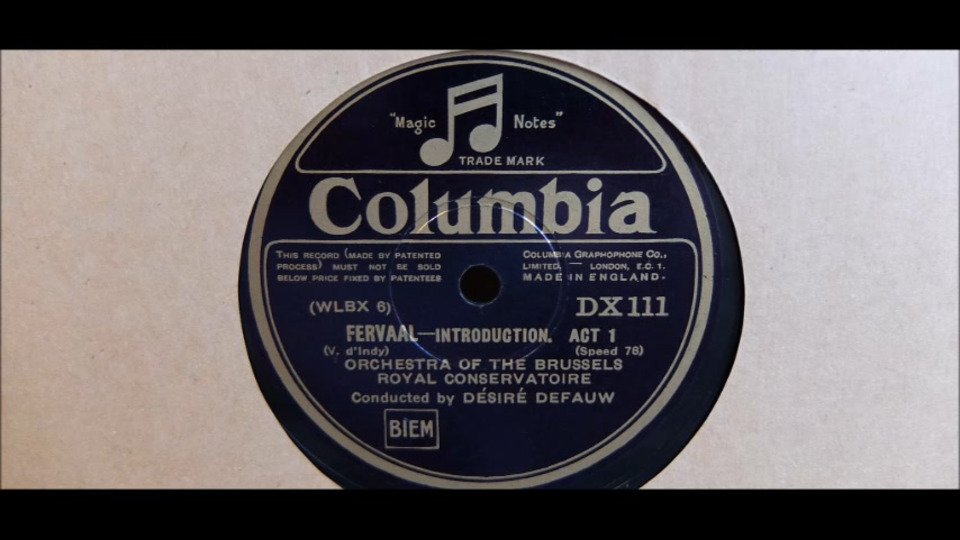 "Magic Notes"
TRADE MARK
Columbia
THIS RECORD (MADE BY PATENTED
PROCESS) MUST NOT BE SOLD
BELOW PRICE FIXED BY PATENTEES
COLUMBIA GRAPHOPHONE CO.,
LIMITED, — LONDON, E.C. 1.
MADE IN ENGLAND.
(WLBX 6) DX 111
FERVAAL—INTRODUCTION. ACT 1
(V. d'Indy) (Speed 78)
ORCHESTRA OF THE BRUSSELS
ROYAL CONSERVATOIRE
Conducted by DÉSIRÉ DEFAUW
BIEM